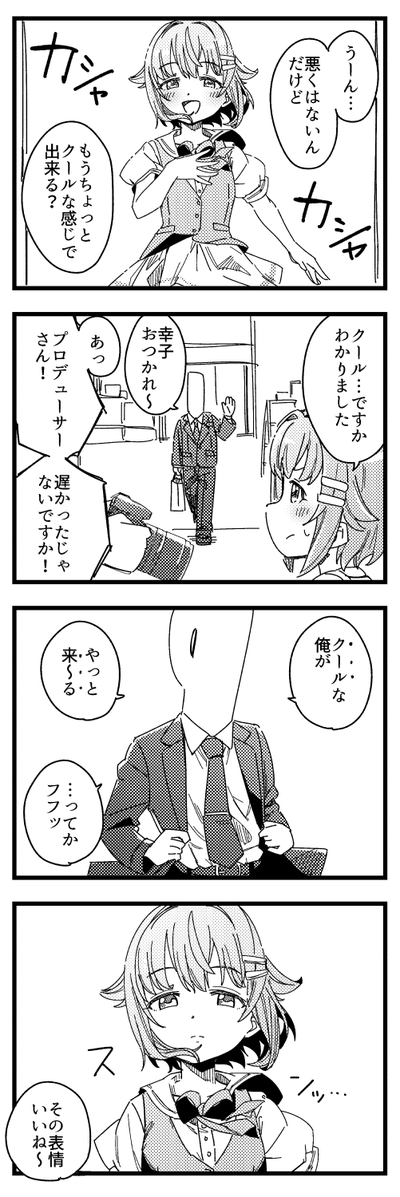 うーん…
悪くはないん
だけど
カシャ
もうちょっと
クールな感じで
出来る?
カシャ
クール…ですか
わかりました
幸子
おつかれ〜
あっ
プロデューサー
さん!
遅かったじゃ
ないですか!
クールな
俺が
やっと
来〜る
…ってか
フフッ
スンッ…
その表情
いいね〜